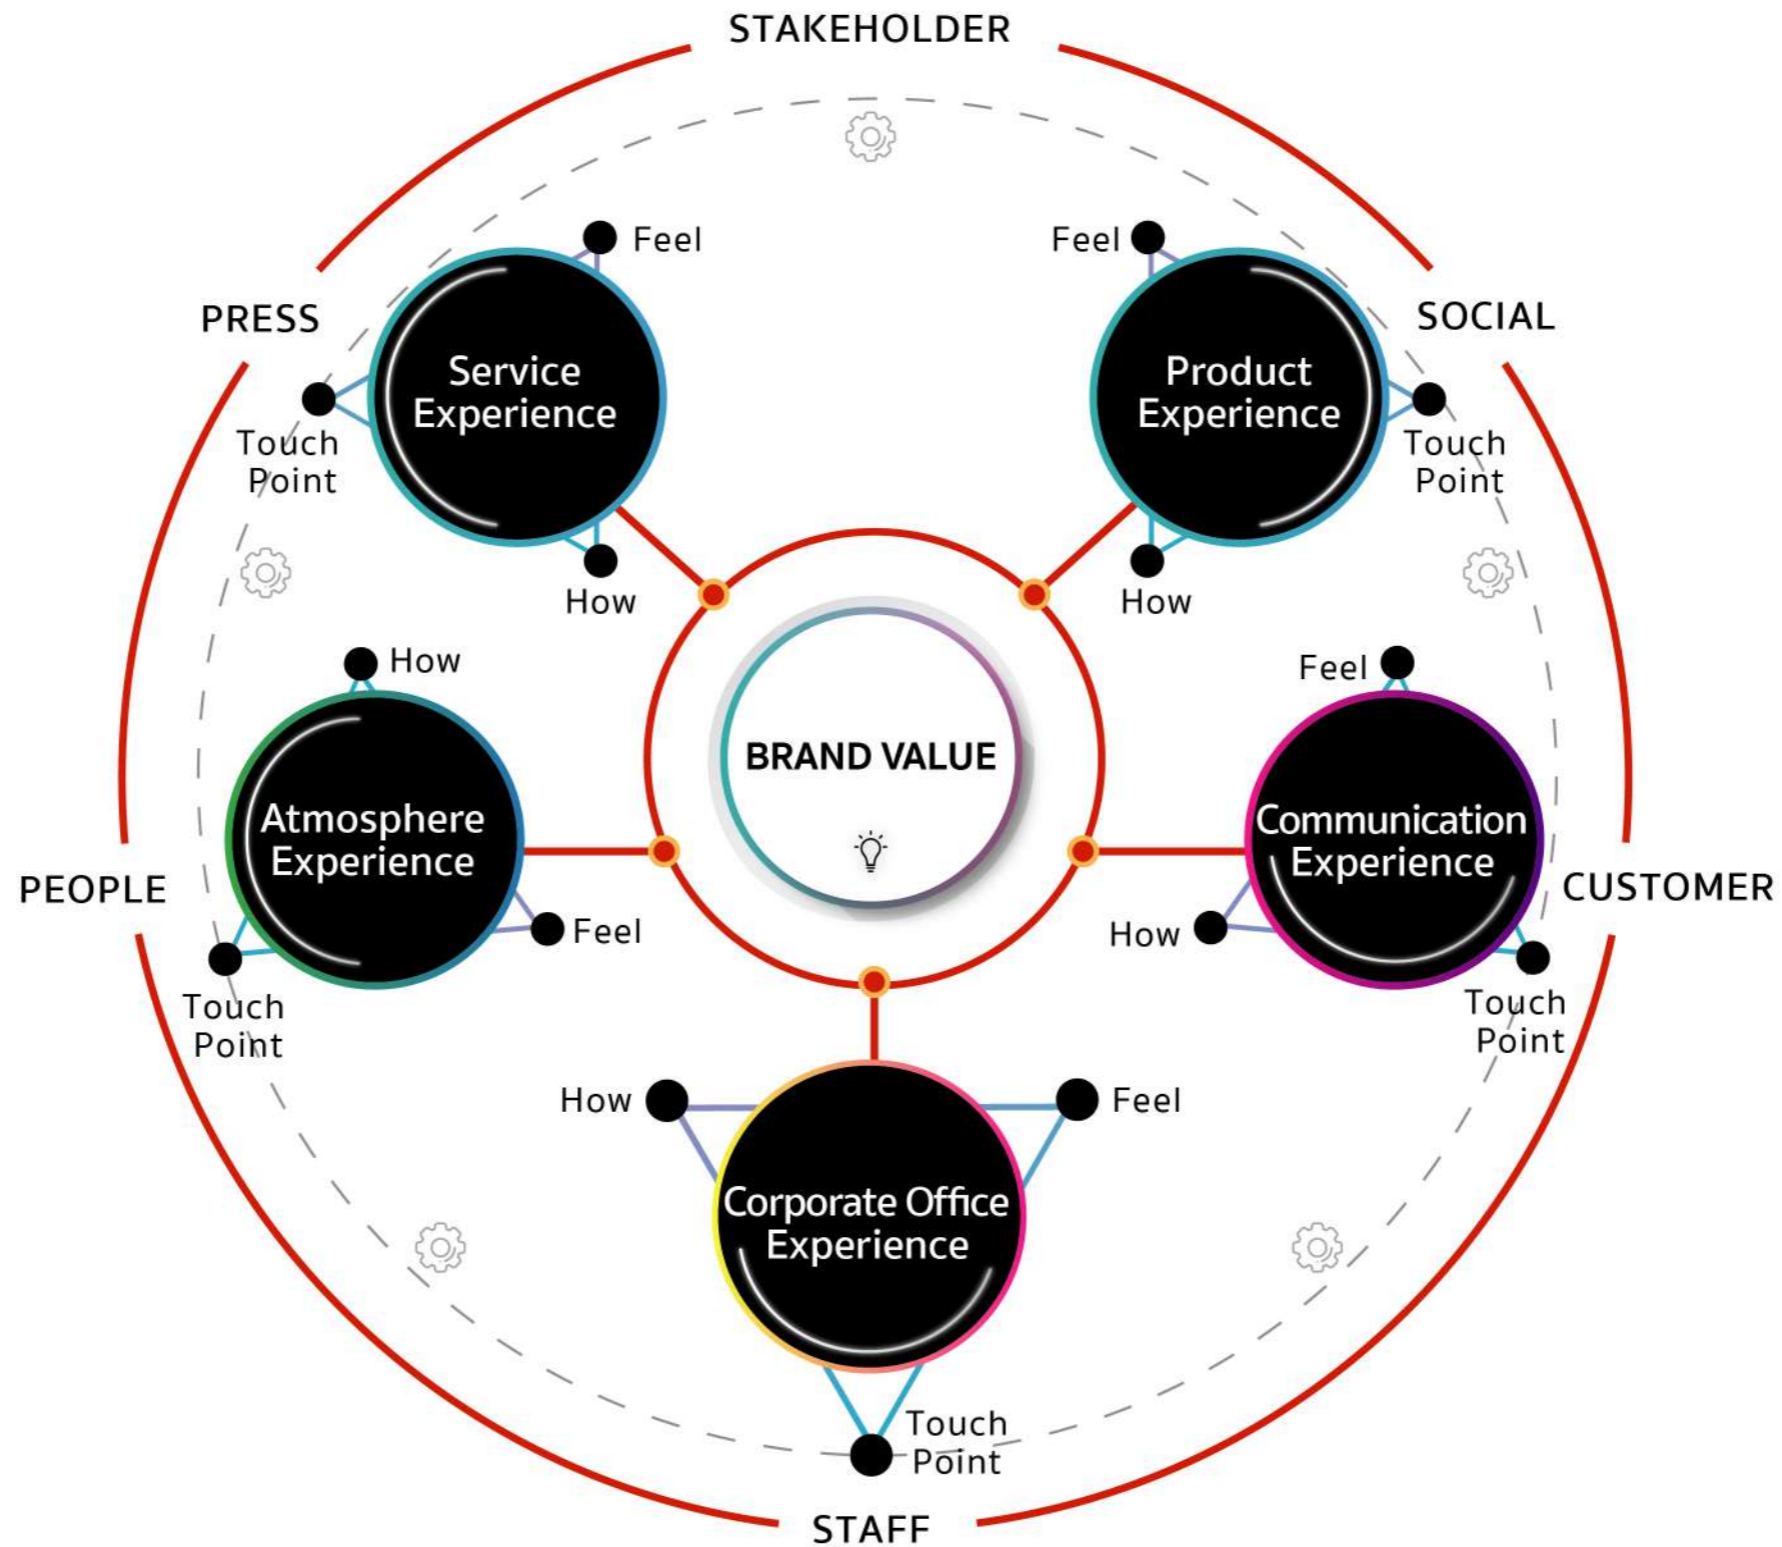 STAKEHOLDER
PRESS
SOCIAL
Feel
Service
Experience
Touch
Point
How
Feel
Product
Experience
Touch
Point
How
BRAND VALUE
How
Atmosphere
Experience
Feel
Touch
Point
PEOPLE
Feel
Communication
Experience
How
Touch
Point
CUSTOMER
How
Feel
Corporate Office
Experience
Touch
Point
STAFF